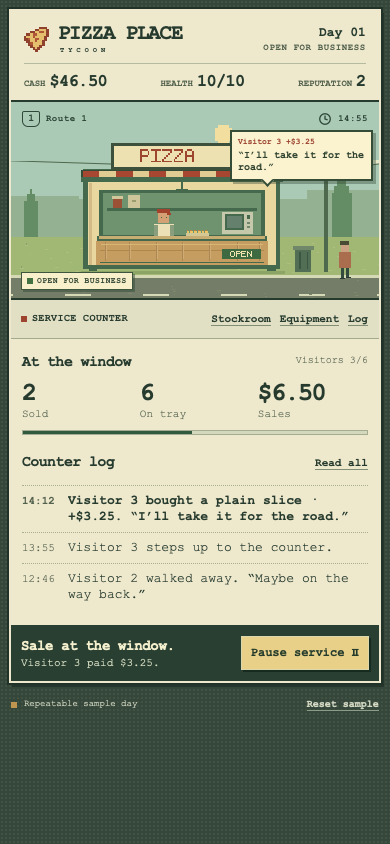 PIZZA PLACE
TYCOON
Day 01
OPEN FOR BUSINESS
CASH $46.50
HEALTH 10/10
REPUTATION 2
1 Route 1
14:55
Visitor 3 +$3.25
“I’ll take it for the
road.”
PIZZA
OPEN
OPEN FOR BUSINESS
SERVICE COUNTER
Stockroom Equipment Log
At the window
Visitors 3/6
2 6 $6.50
Sold On tray Sales
Counter log
Read all
14:12 Visitor 3 bought a plain slice ·
+$3.25. “I’ll take it for the road.”
13:55 Visitor 3 steps up to the counter.
12:46 Visitor 2 walked away. “Maybe on the
way back.”
Sale at the window.
Visitor 3 paid $3.25.
Pause service Ⅱ
Repeatable sample day
Reset sample